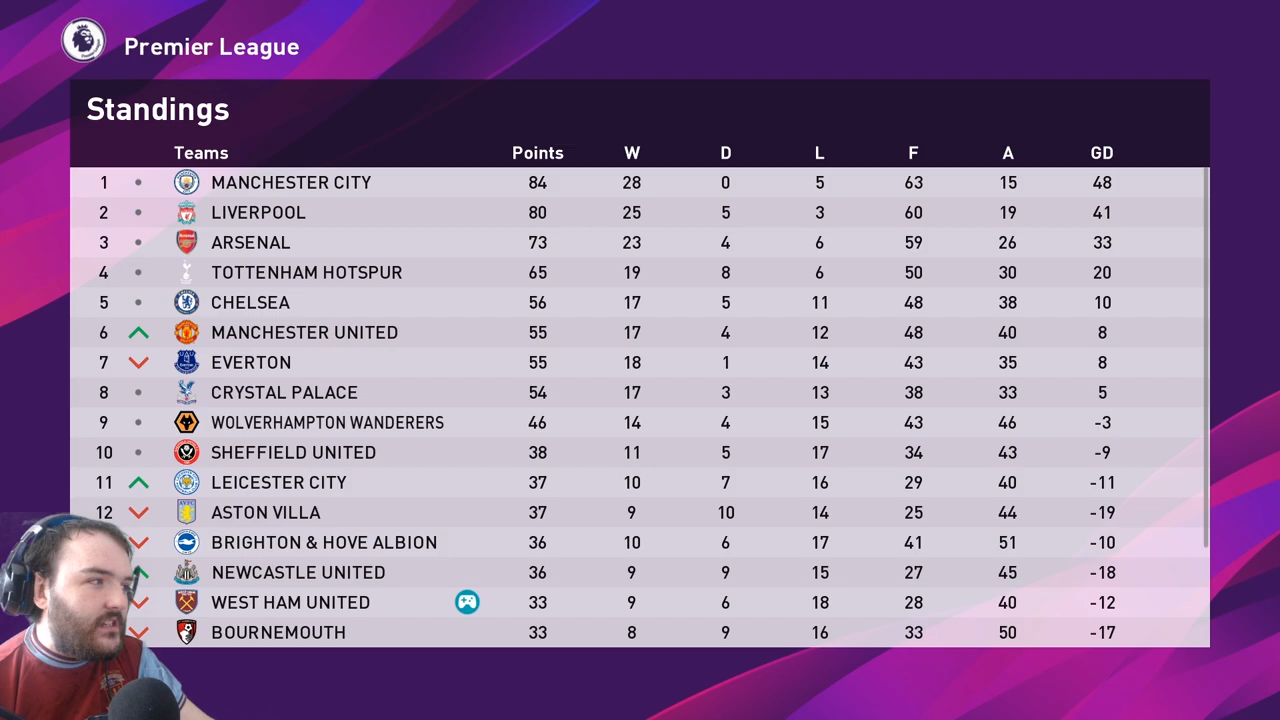 Premier League
Standings
Teams Points W D L F A GD
1 MANCHESTER CITY 84 28 0 5 63 15 48
2 LIVERPOOL 80 25 5 3 60 19 41
3 ARSENAL 73 23 4 6 59 26 33
4 TOTTENHAM HOTSPUR 65 19 8 6 50 30 20
5 CHELSEA 56 17 5 11 48 38 10
6 MANCHESTER UNITED 55 17 4 12 48 40 8
7 EVERTON 55 18 1 14 43 35 8
8 CRYSTAL PALACE 54 17 3 13 38 33 5
9 WOLVERHAMPTON WANDERERS 46 14 4 15 43 46 -3
10 SHEFFIELD UNITED 38 11 5 17 34 43 -9
11 LEICESTER CITY 37 10 7 16 29 40 -11
12 ASTON VILLA 37 9 10 14 25 44 -19
BRIGHTON & HOVE ALBION 36 10 6 17 41 51 -10
NEWCASTLE UNITED 36 9 9 15 27 45 -18
WEST HAM UNITED 33 9 6 18 28 40 -12
BOURNEMOUTH 33 8 9 16 33 50 -17